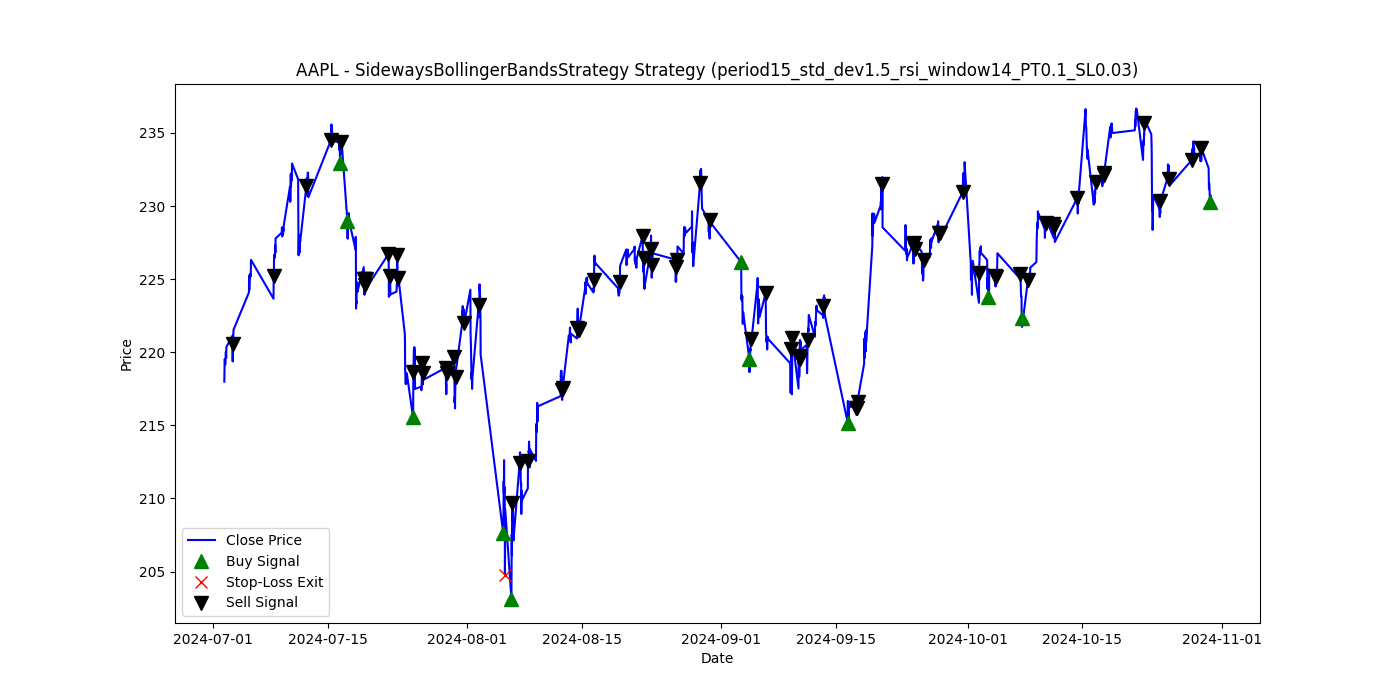 AAPL - SidewaysBollingerBandsStrategy Strategy (period15_std_dev1.5_rsi_window14_PT0.1_SL0.03)
235
230
225
220
215
210
205
Price
Close Price
Buy Signal
Stop-Loss Exit
Sell Signal
2024-07-01 2024-07-15 2024-08-01 2024-08-15 2024-09-01 2024-09-15 2024-10-01 2024-10-15 2024-11-01
Date